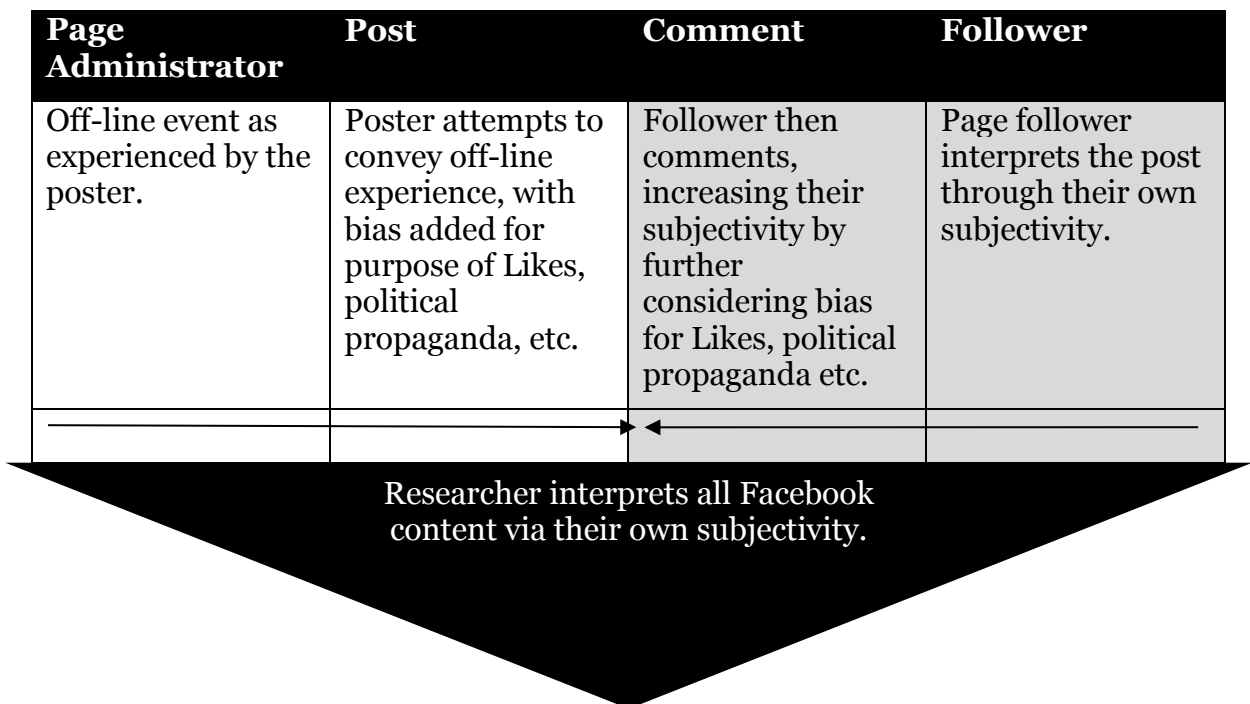 Page
Administrator
Post
Comment
Follower
Off-line event as
experienced by the
poster.
Poster attempts to
convey off-line
experience, with
bias added for
purpose of Likes,
political
propaganda, etc.
Follower then
comments,
increasing their
subjectivity by
further
considering bias
for Likes, political
propaganda etc.
Page follower
interprets the post
through their own
subjectivity.
Researcher interprets all Facebook
content via their own subjectivity.